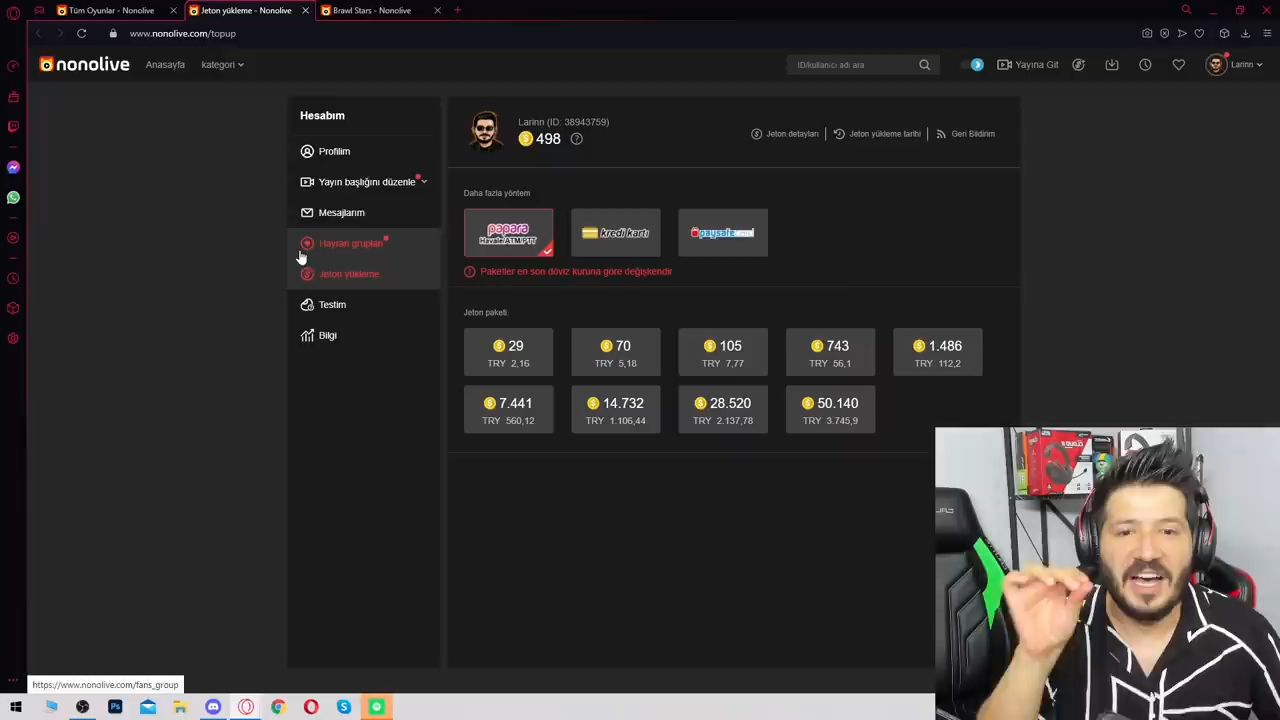 Tüm Oyunlar - Nonolive
Jeton yükleme - Nonolive
Brawl Stars - Nonolive
www.nonolive.com/topup
nonolive
Anasayfa
kategori
ID/kullanıcı adı ara
Yayına Git
Larinn
Hesabım
Profilim
Yayın başlığını düzenle
Mesajlarım
Hayran grupları
Jeton yükleme
Testim
Bilgi
Larinn (ID: 38943759)
498
Jeton detayları
Jeton yükleme tarihi
Geri Bildirim
Daha fazla yöntem
papara
Havale/ATM/PTT
kredi kartı
paysafecard
Paketler en son döviz kuruna göre değişkendir
Jeton paketi
29
TRY 2,16
70
TRY 5,18
105
TRY 7,77
743
TRY 56,1
1.486
TRY 112,2
7.441
TRY 560,12
14.732
TRY 1.106,44
28.520
TRY 2.137,78
50.140
TRY 3.745,9
https://www.nonolive.com/fans_group